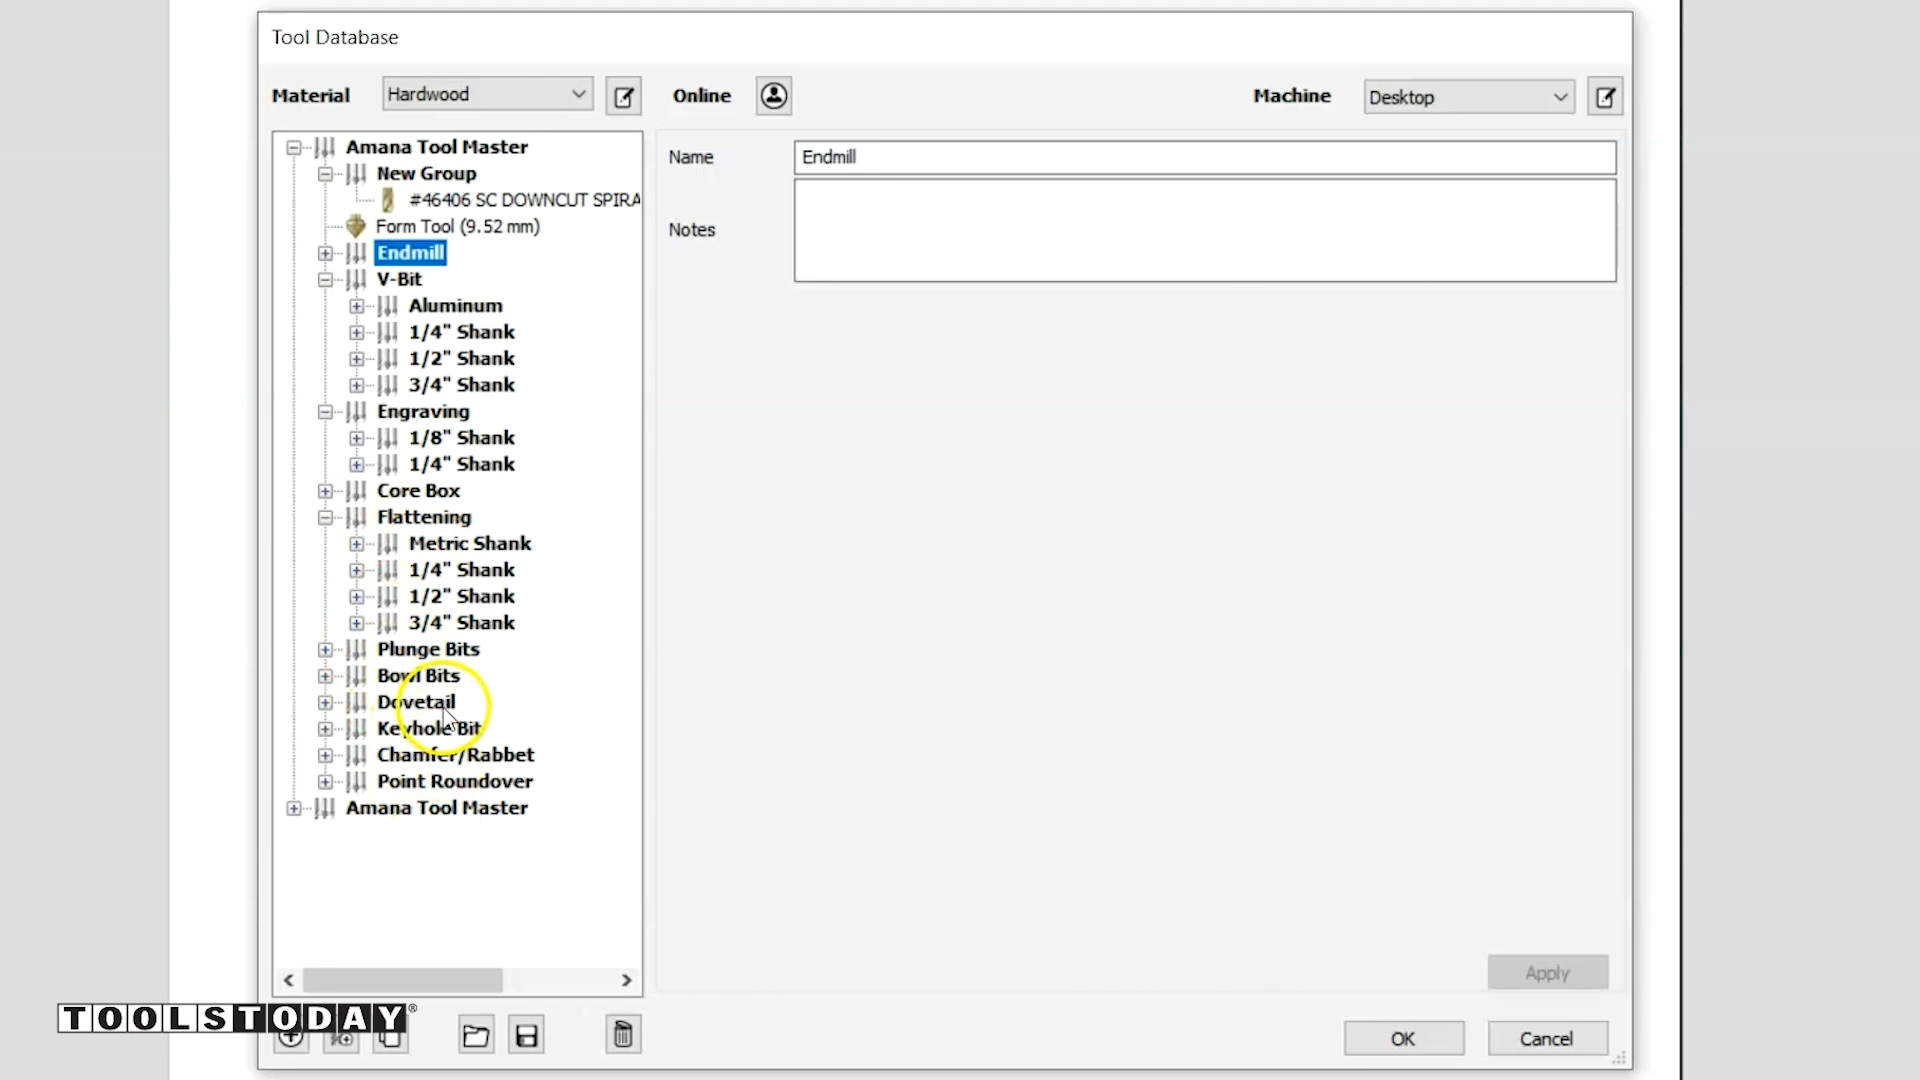 Tool Database
Material
Hardwood
Online
Machine
Desktop
Amana Tool Master
New Group
#46406 SC DOWNCUT SPIRA
Form Tool (9.52 mm)
Endmill
V-Bit
Aluminum
1/4" Shank
1/2" Shank
3/4" Shank
Engraving
1/8" Shank
1/4" Shank
Core Box
Flattening
Metric Shank
1/4" Shank
1/2" Shank
3/4" Shank
Plunge Bits
Bowl Bits
Dovetail
Keyhole Bit
Chamfer/Rabbet
Point Roundover
Amana Tool Master
Name
Endmill
Notes
Apply
OK
Cancel
TOOLSTODAY®